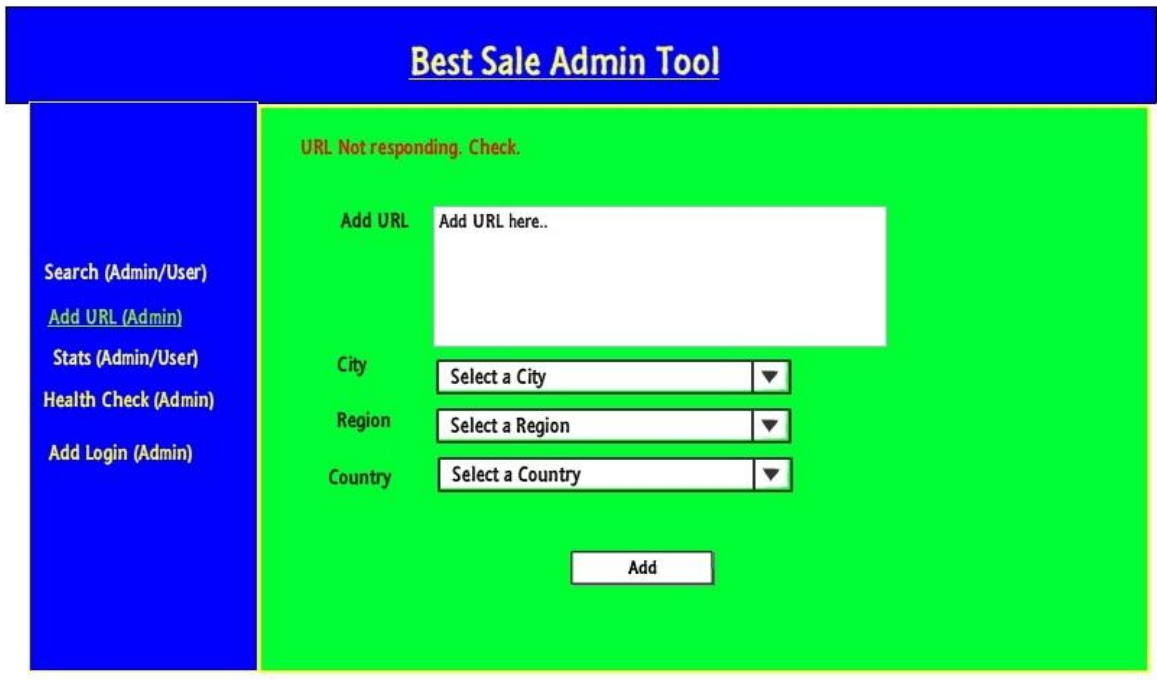 Best Sale Admin Tool
Search (Admin/User)
Add URL (Admin)
Stats (Admin/User)
Health Check (Admin)
Add Login (Admin)
URL Not responding. Check.
Add URL
Add URL here..
City
Select a City
Region
Select a Region
Country
Select a Country
Add